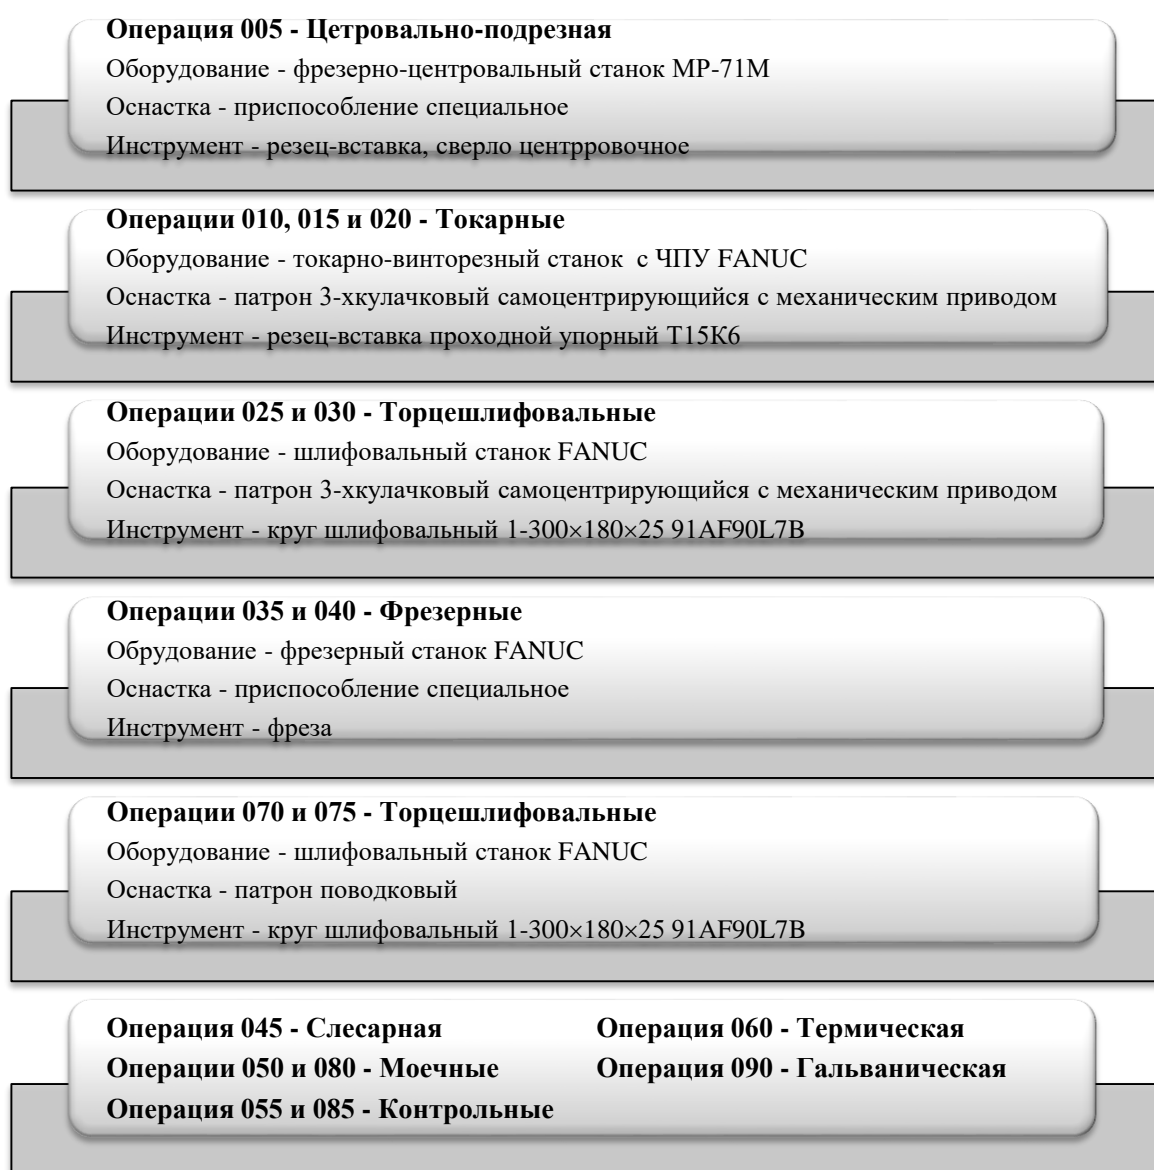 Операция 005 - Цетровально-подрезная
Оборудование - фрезерно-центровальный станок МР-71М
Оснастка - приспособление специальное
Инструмент - резец-вставка, сверло центрровочное
Операции 010, 015 и 020 - Токарные
Оборудование - токарно-винторезный станок с ЧПУ FANUC
Оснастка - патрон 3-хкулачковый самоцентрирующийся с механическим приводом
Инструмент - резец-вставка проходной упорный Т15К6
Операции 025 и 030 - Торцешлифовальные
Оборудование - шлифовальный станок FANUC
Оснастка - патрон 3-хкулачковый самоцентрирующийся с механическим приводом
Инструмент - круг шлифовальный 1-300×180×25 91AF90L7B
Операции 035 и 040 - Фрезерные
Обрудование - фрезерный станок FANUC
Оснастка - приспособление специальное
Инструмент - фреза
Операции 070 и 075 - Торцешлифовальные
Оборудование - шлифовальный станок FANUC
Оснастка - патрон поводковый
Инструмент - круг шлифовальный 1-300×180×25 91AF90L7B
Операция 045 - Слесарная
Операции 050 и 080 - Моечные
Операция 055 и 085 - Контрольные
Операция 060 - Термическая
Операция 090 - Гальваническая